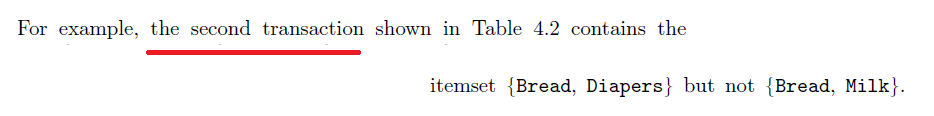 For example, the second transaction shown in Table 4.2 contains the
itemset {Bread, Diapers} but not {Bread, Milk}.